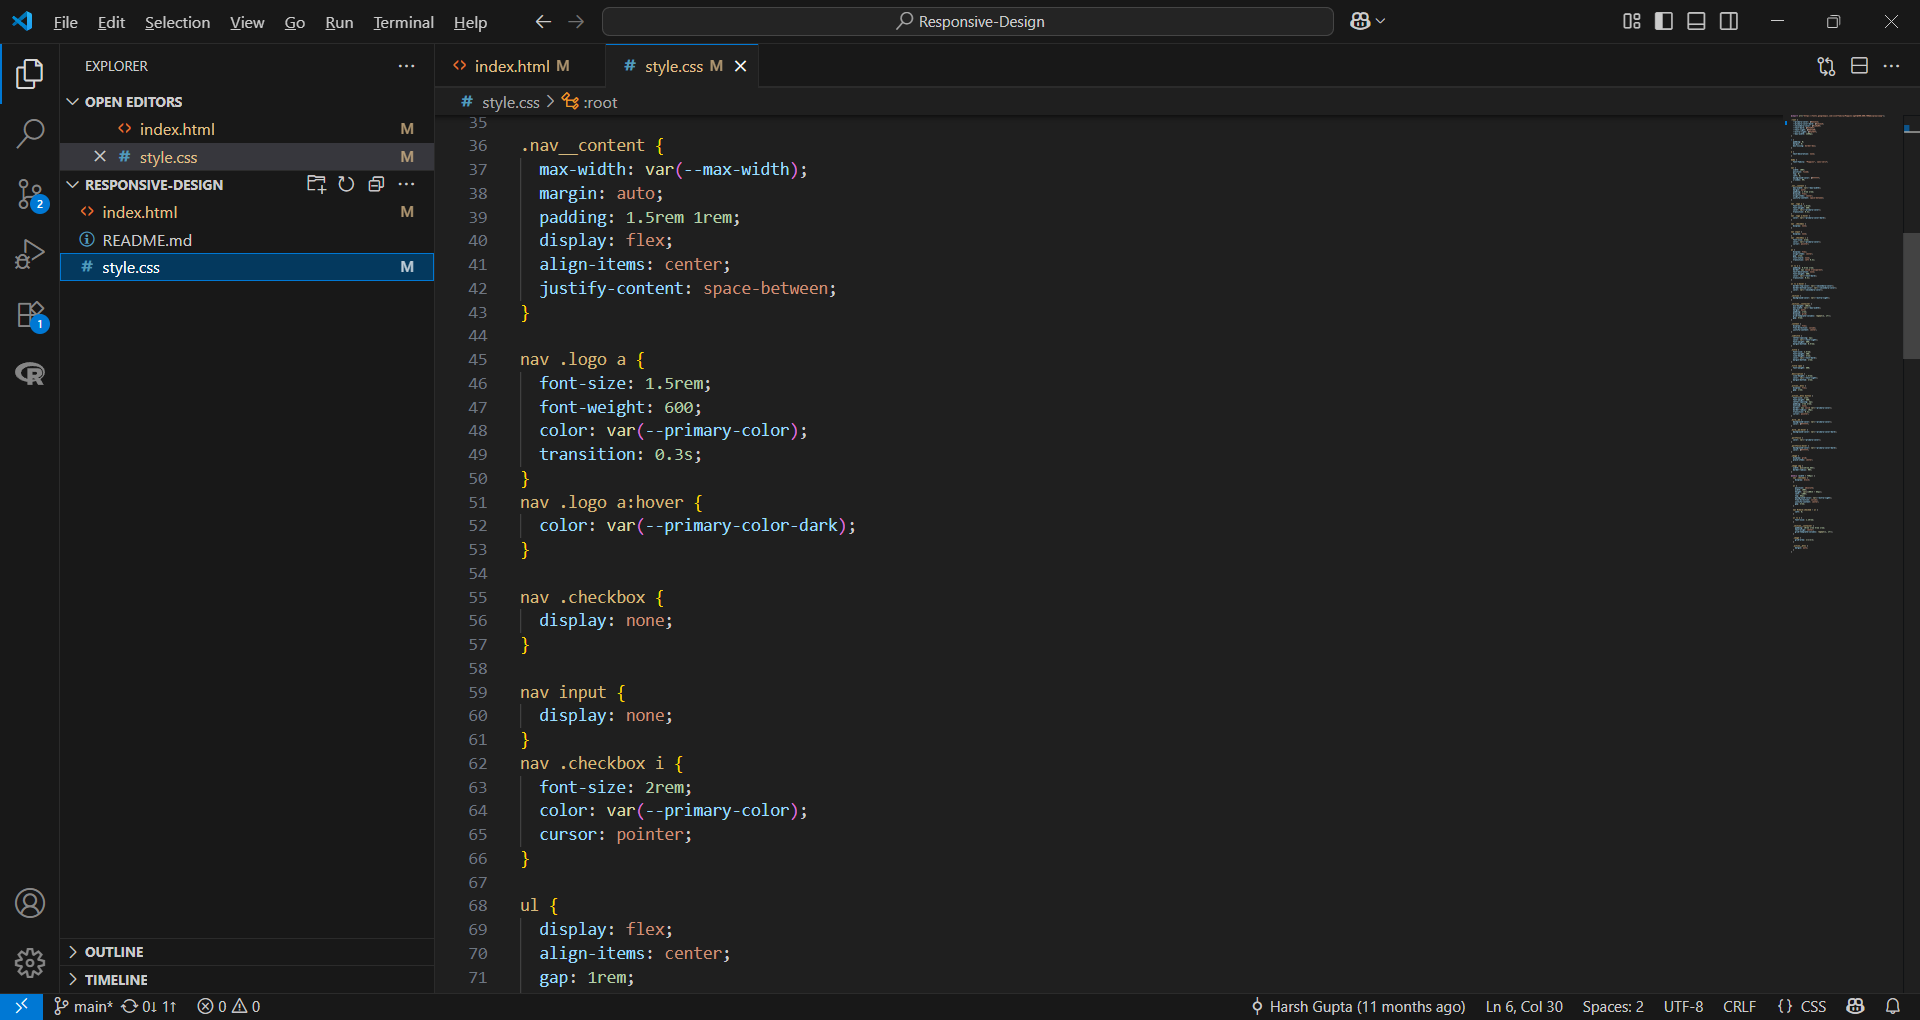 File Edit Selection View Go Run Terminal Help
Responsive-Design
EXPLORER
OPEN EDITORS
index.html M
style.css M
RESPONSIVE-DESIGN
index.html M
README.md
style.css M
2
1
OUTLINE
TIMELINE
index.html M
style.css M
style.css > :root
35
36 .nav__content {
37 max-width: var(--max-width);
38 margin: auto;
39 padding: 1.5rem 1rem;
40 display: flex;
41 align-items: center;
42 justify-content: space-between;
43 }
44
45 nav .logo a {
46 font-size: 1.5rem;
47 font-weight: 600;
48 color: var(--primary-color);
49 transition: 0.3s;
50 }
51 nav .logo a:hover {
52 color: var(--primary-color-dark);
53 }
54
55 nav .checkbox {
56 display: none;
57 }
58
59 nav input {
60 display: none;
61 }
62 nav .checkbox i {
63 font-size: 2rem;
64 color: var(--primary-color);
65 cursor: pointer;
66 }
67
68 ul {
69 display: flex;
70 align-items: center;
71 gap: 1rem;
main* 0↓ 1↑ 0 0 Harsh Gupta (11 months ago) Ln 6, Col 30 Spaces: 2 UTF-8 CRLF {} CSS